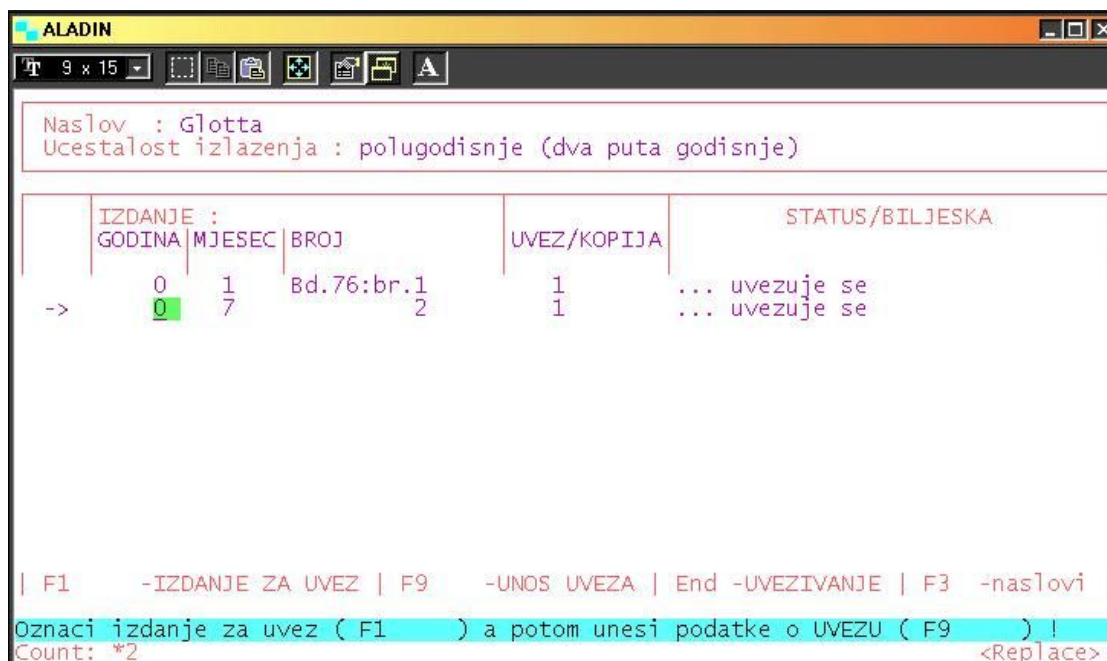 ALADIN
9 x 15 A
Naslov : Glotta
Ucestalost izlazenja : polugodisnje (dva puta godisnje)
IZDANJE : STATUS/BILJESKA
GODINA|MJESEC|BROJ UVEZ/KOPIJA
0 1 Bd.76:br.1 1 ... uvezuje se
-> 0 7 2 1 ... uvezuje se
| F1 -IZDANJE ZA UVEZ | F9 -UNOS UVEZA | End -UVEZIVANJE | F3 -naslovi
Oznaci izdanje za uvez ( F1 ) a potom unesi podatke o UVEZU ( F9 ) !
Count: *2 <Replace>